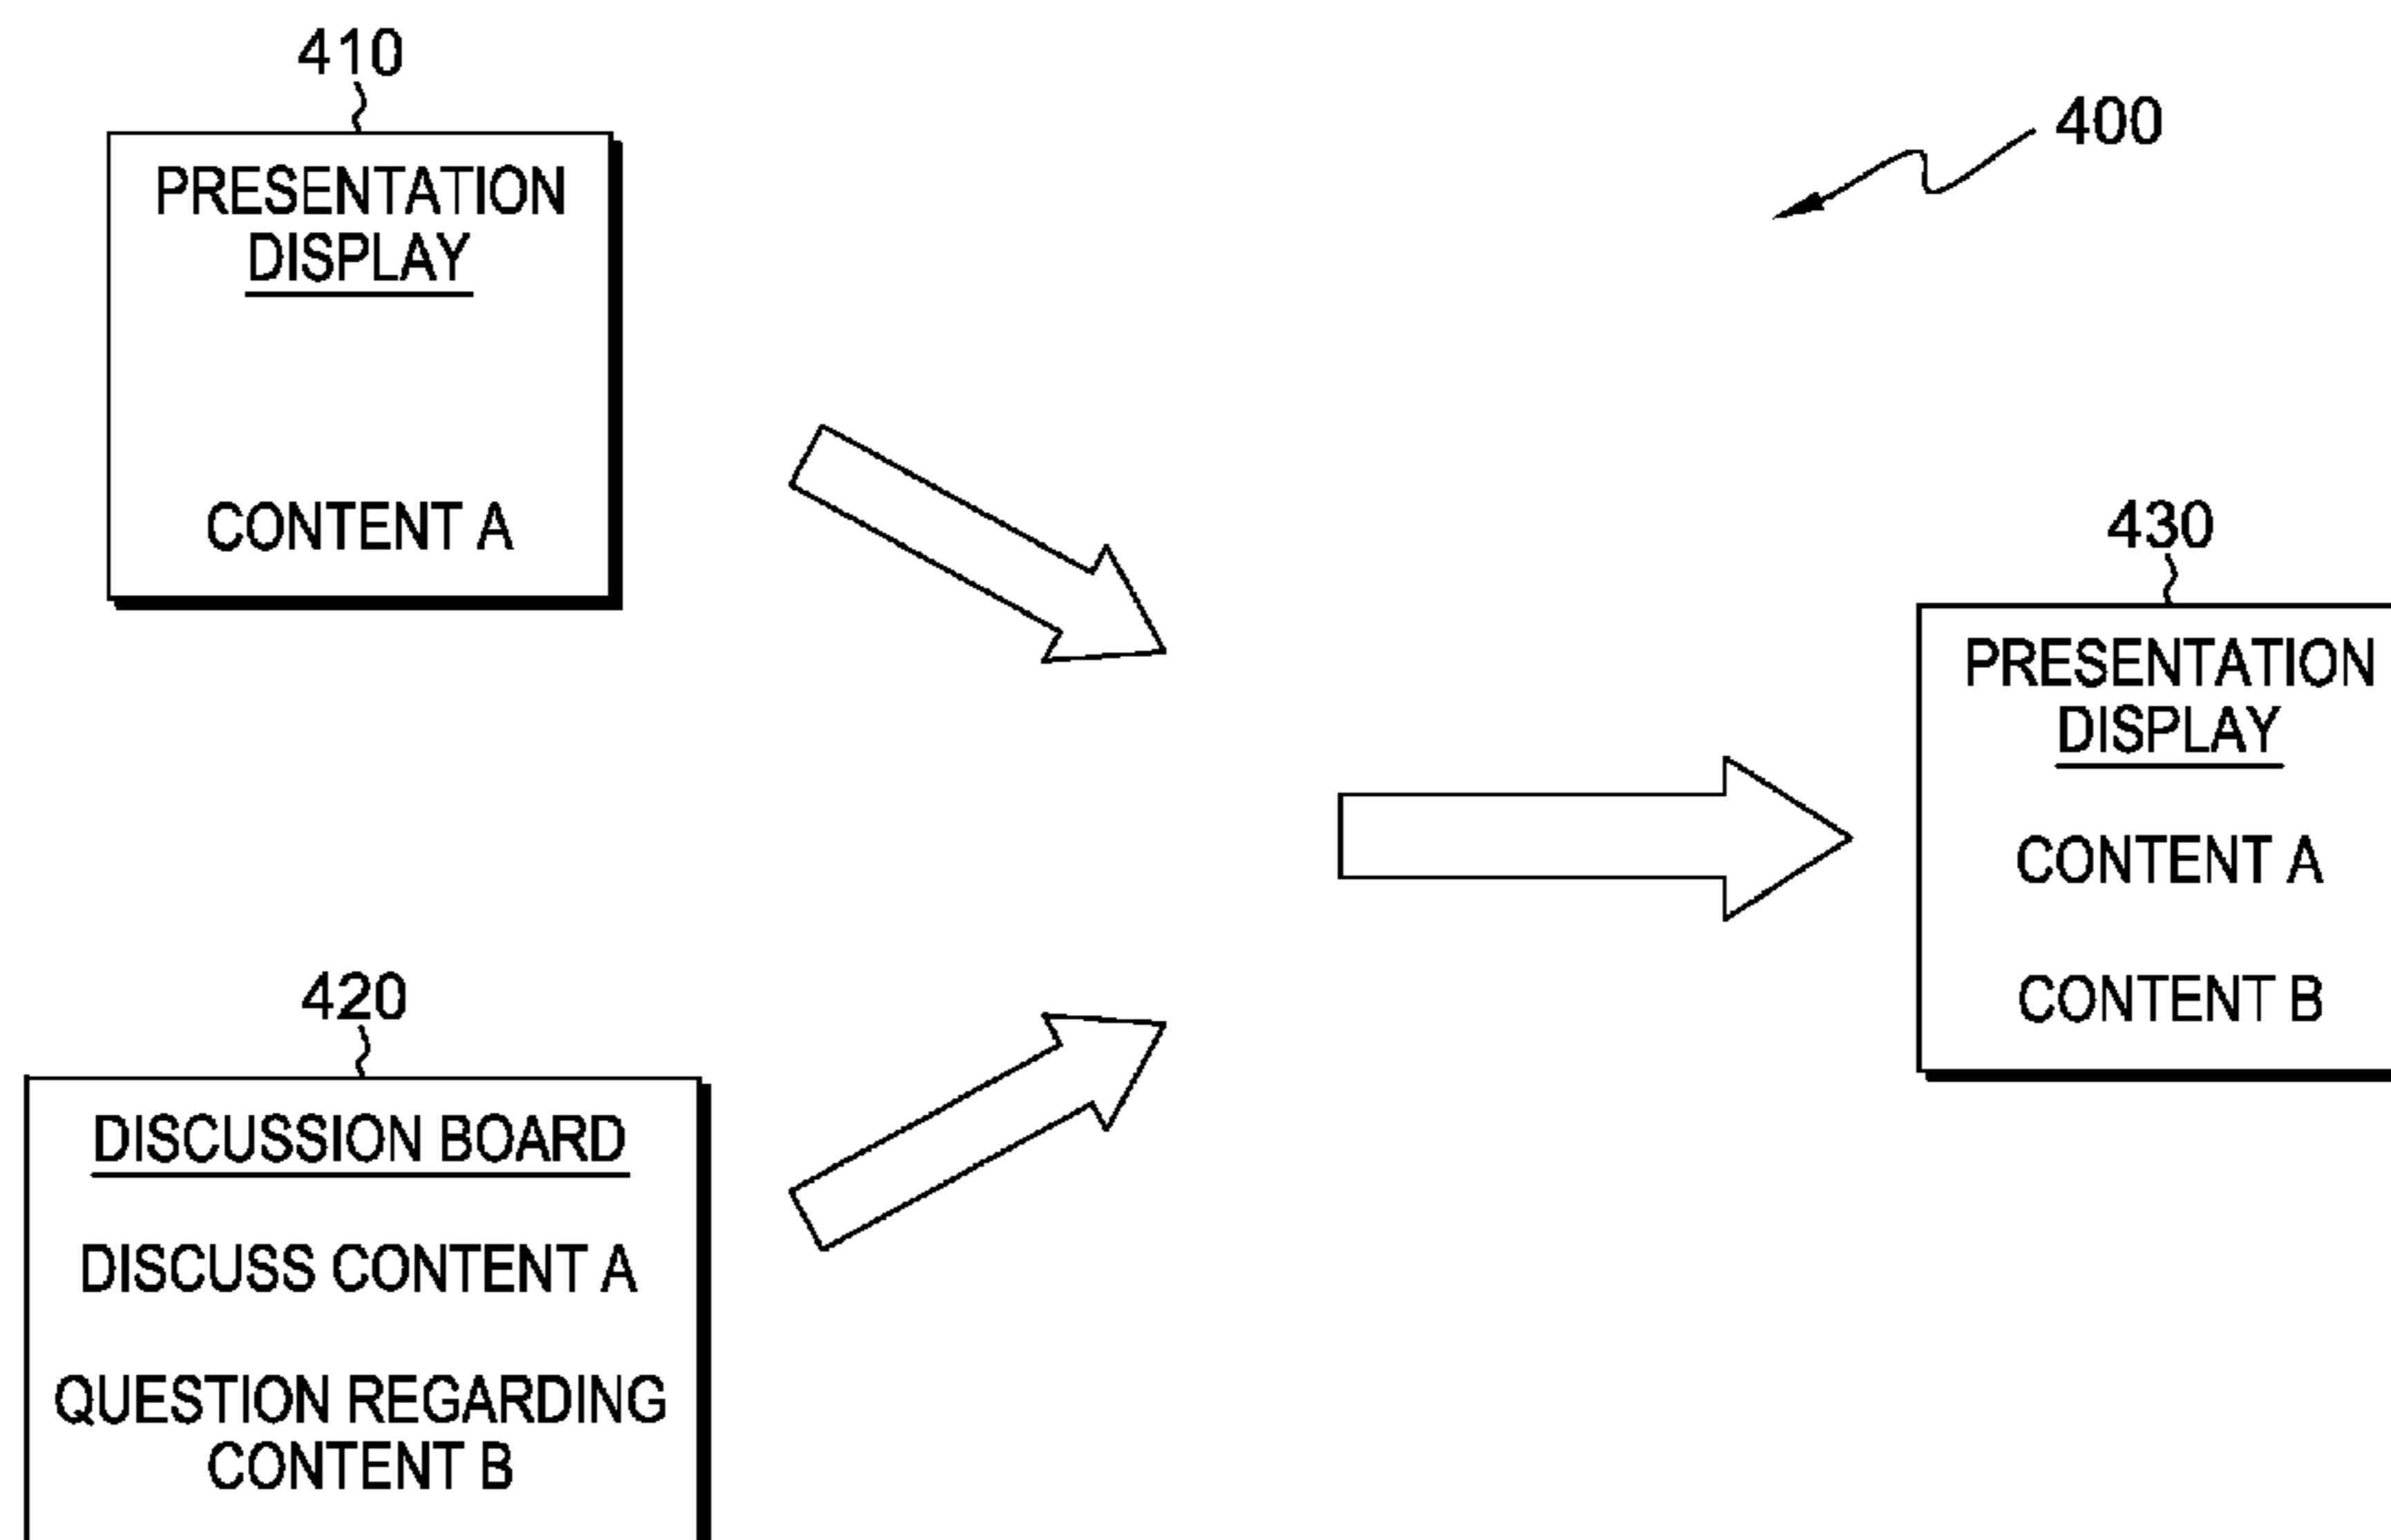 410
PRESENTATION
DISPLAY
CONTENT A
400
430
PRESENTATION
DISPLAY
CONTENT A
CONTENT B
420
DISCUSSION BOARD
DISCUSS CONTENT A
QUESTION REGARDING
CONTENT B